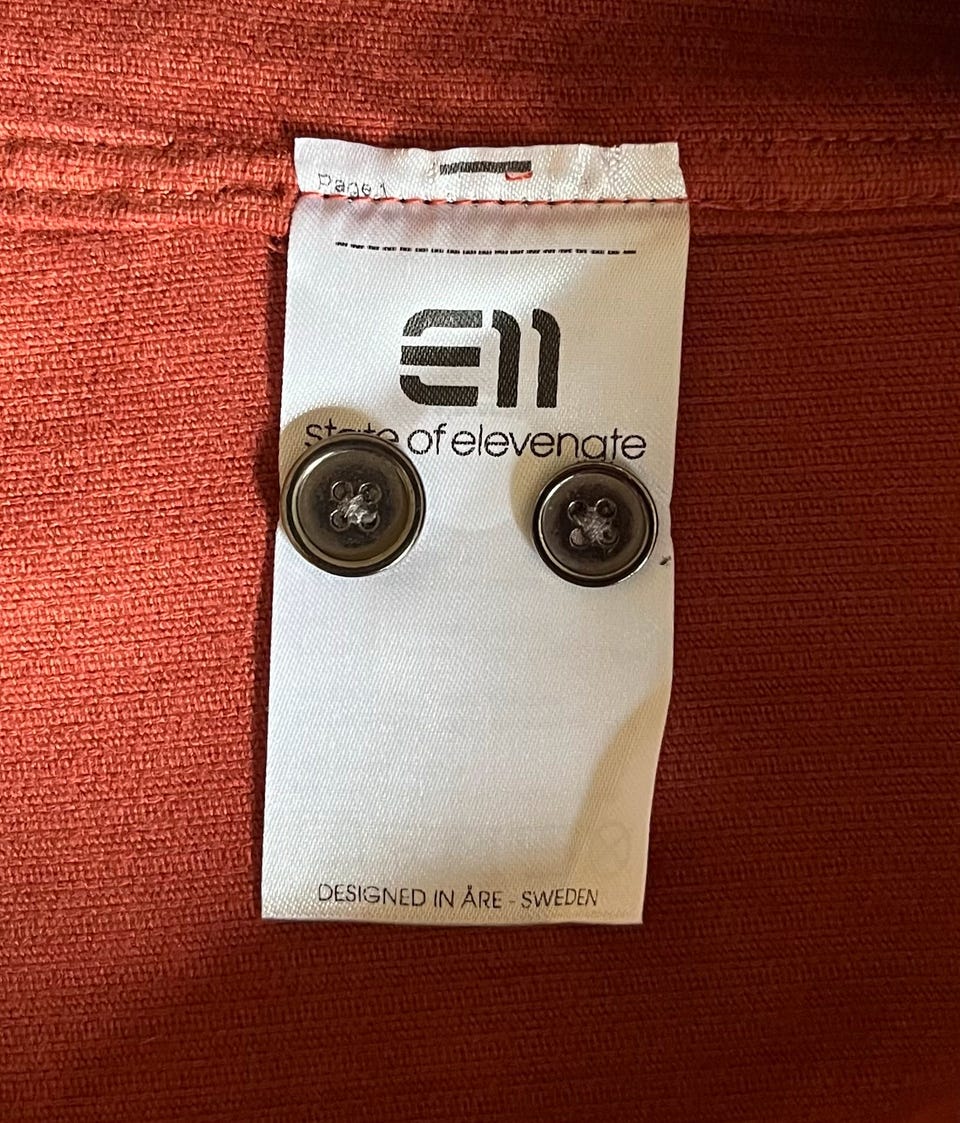 Page 1
E11
state of elevenate
DESIGNED IN ÅRE - SWEDEN